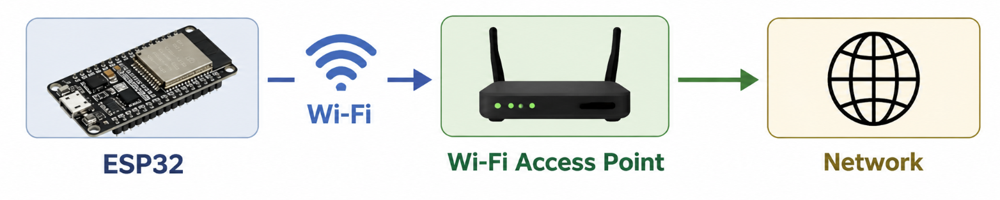 Wi-Fi
ESP32
Wi-Fi Access Point
Network